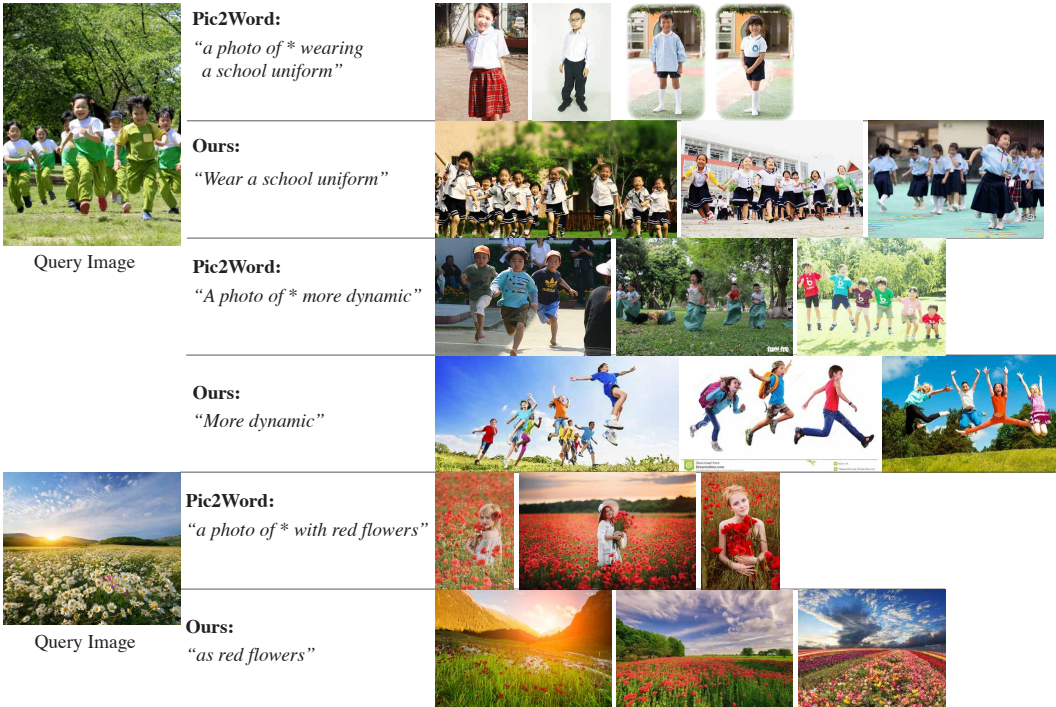 Pic2Word:
“a photo of * wearing
a school uniform”
Ours:
“Wear a school uniform”
Query Image
Pic2Word:
“A photo of * more dynamic”
Ours:
“More dynamic”
Pic2Word:
“a photo of * with red flowers”
Ours:
“as red flowers”
Query Image